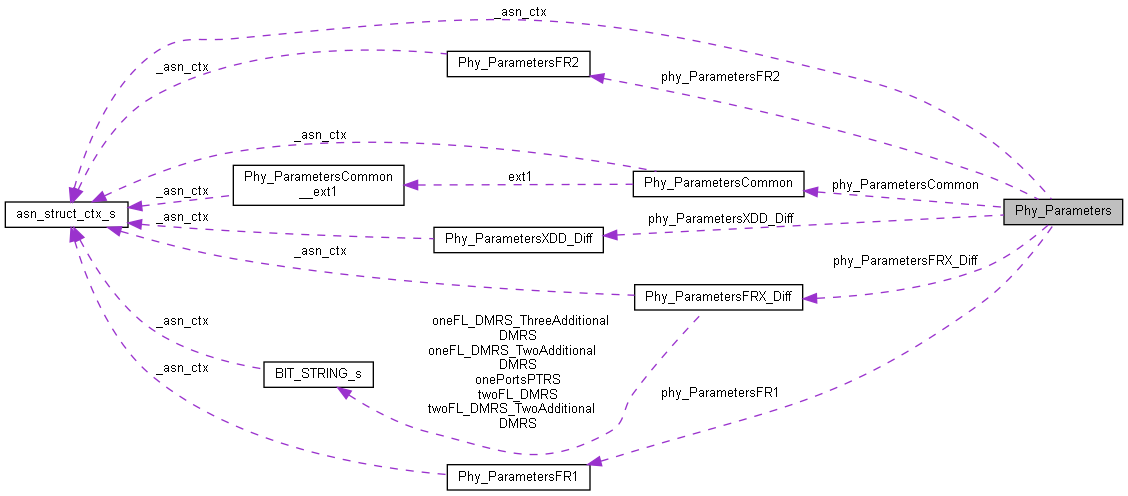 _asn_ctx
Phy_ParametersFR2
_asn_ctx
phy_ParametersFR2
_asn_ctx
Phy_ParametersCommon
__ext1
ext1
Phy_ParametersCommon
phy_ParametersCommon
_asn_ctx
asn_struct_ctx_s
_asn_ctx
Phy_Parameters
phy_ParametersXDD_Diff
Phy_ParametersXDD_Diff
_asn_ctx
phy_ParametersFRX_Diff
Phy_ParametersFRX_Diff
_asn_ctx
oneFL_DMRS_ThreeAdditional
DMRS
oneFL_DMRS_TwoAdditional
DMRS
onePortsPTRS
twoFL_DMRS
twoFL_DMRS_TwoAdditional
DMRS
BIT_STRING_s
_asn_ctx
phy_ParametersFR1
Phy_ParametersFR1